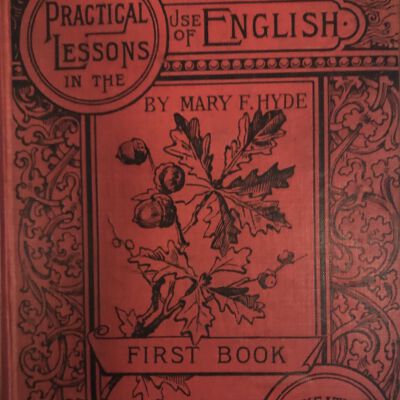 PRACTICAL
LESSONS
IN THE
USE OF ENGLISH.
BY MARY F. HYDE
FIRST BOOK